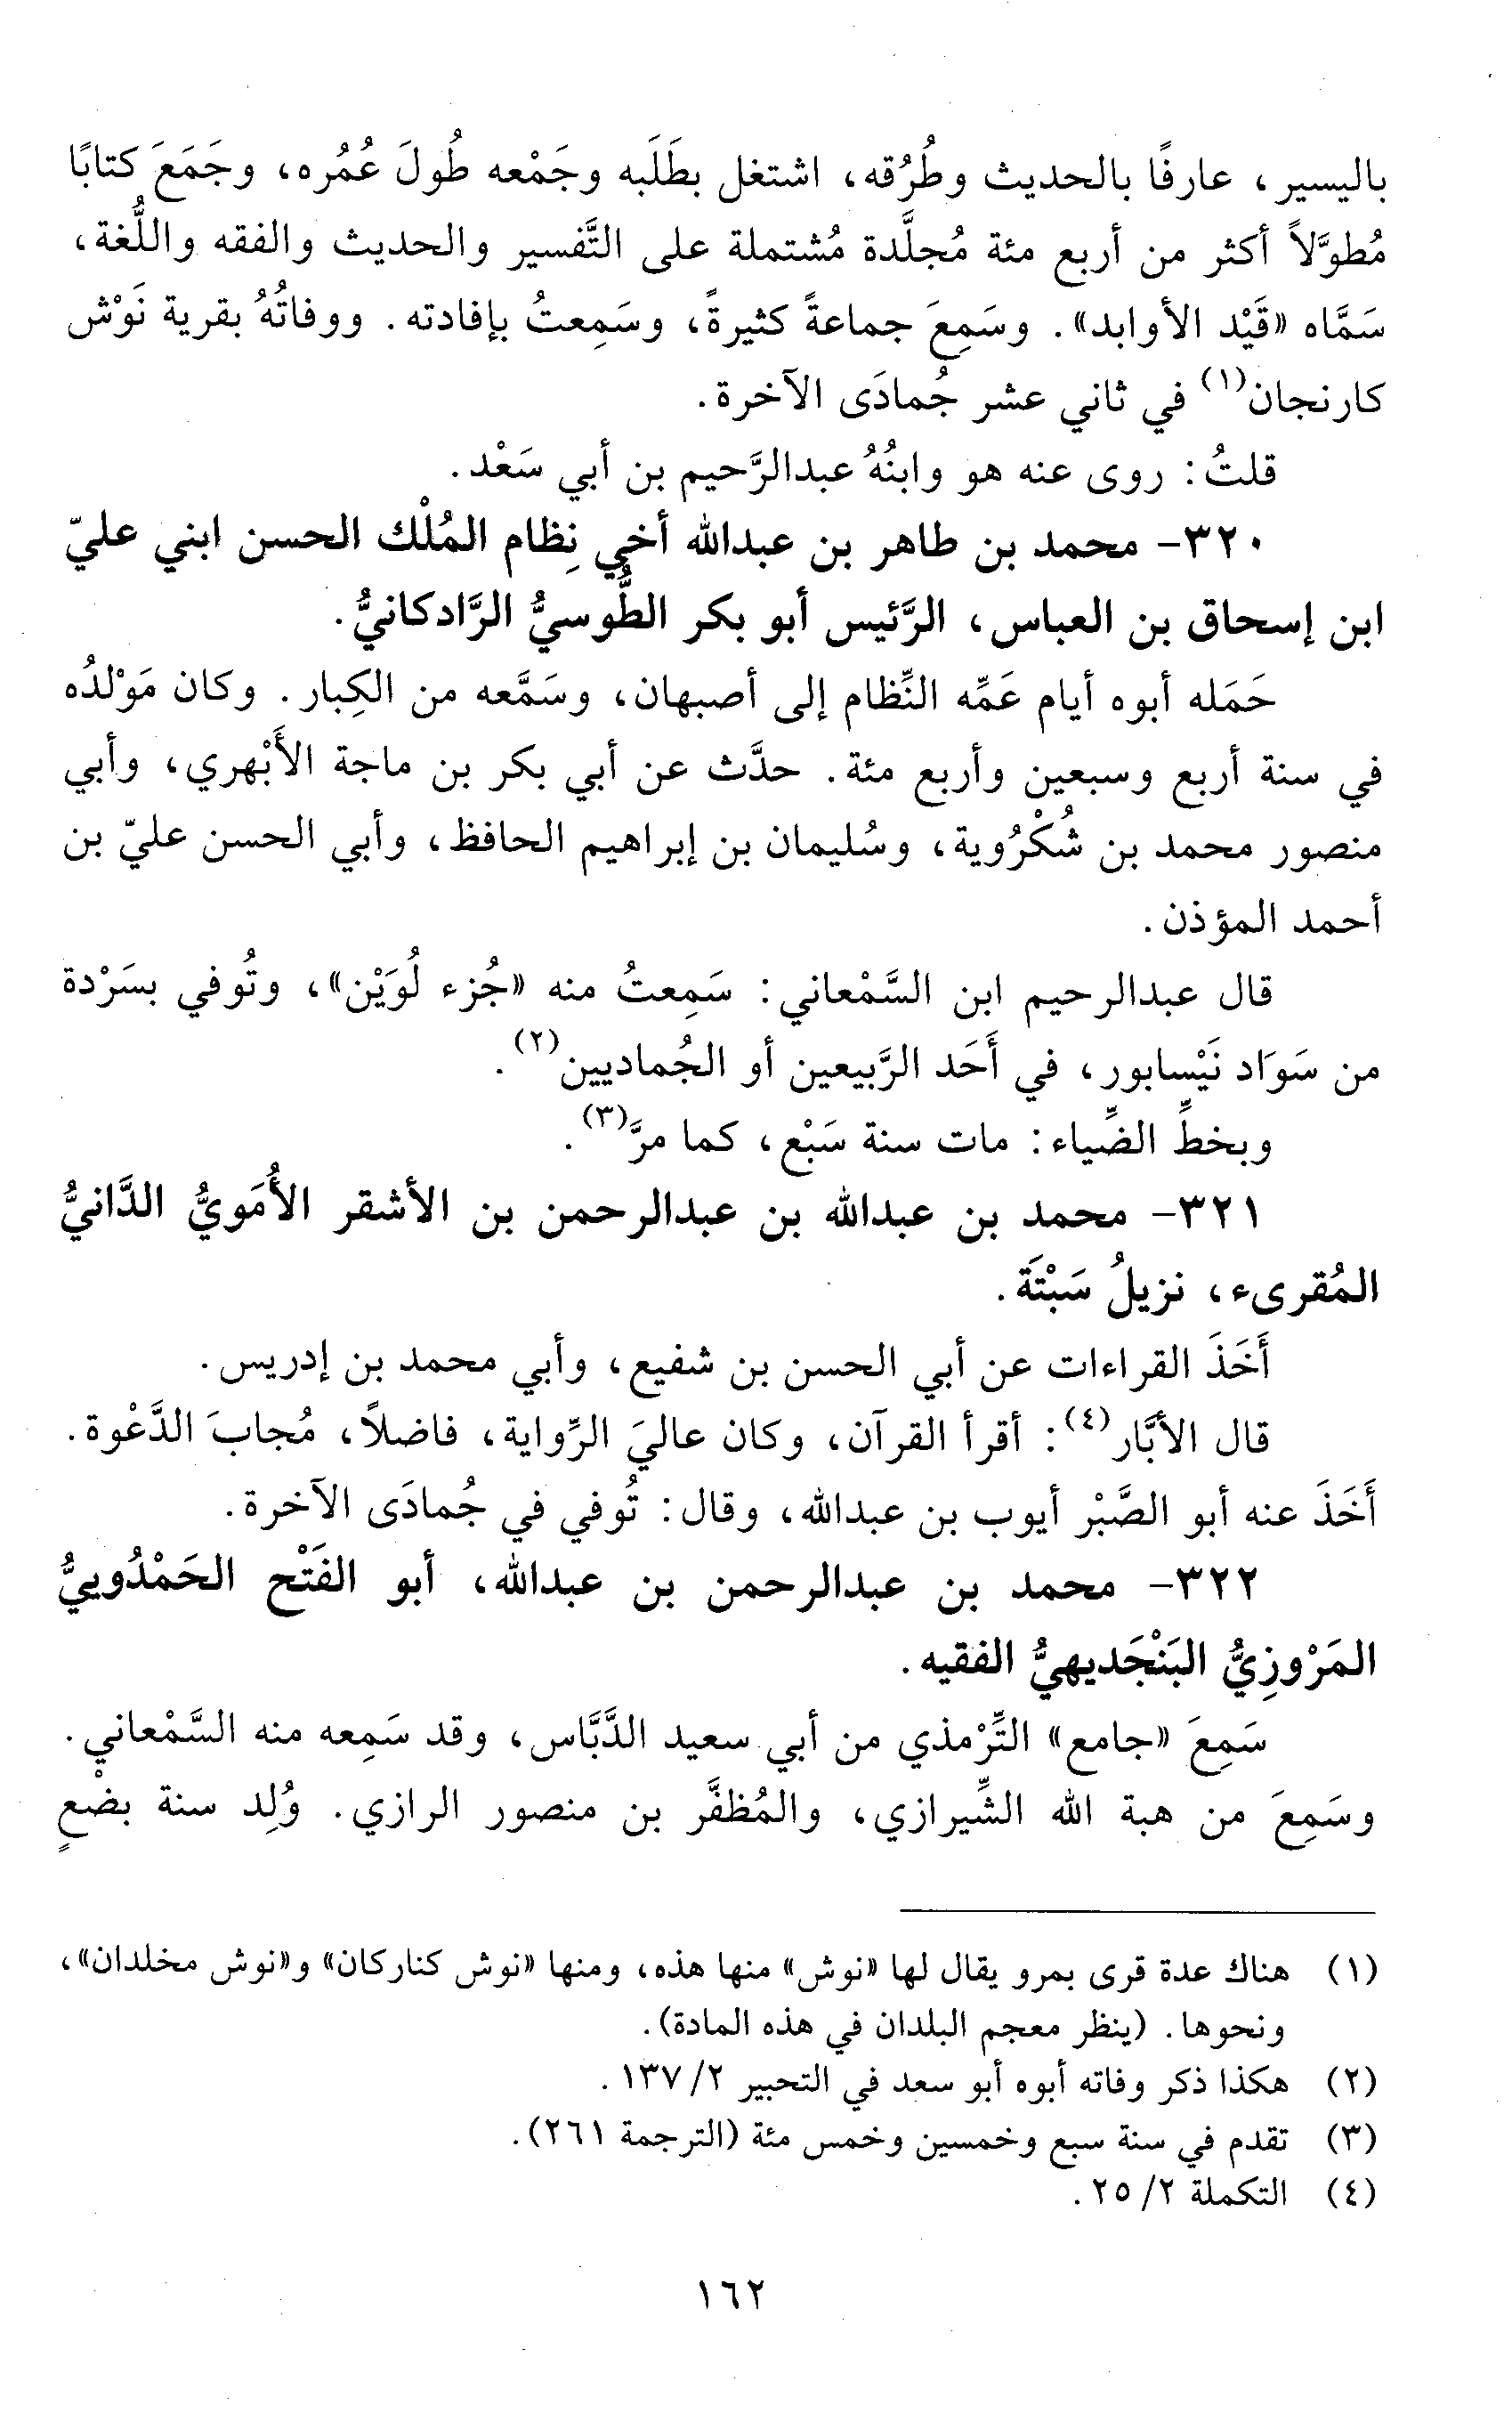 باليسير، عارفًا بالحديث وطُرُقه، اشتغل بطَلَبه وجَمْعه طُولَ عُمُره، وجَمَعَ كتابًا
مُطوَّلاً أكثر من أربع مئة مُجلَّدة مُشتملة على التَّفسير والحديث والفقه واللُّغة،
سَمَّاه «قَيْد الأوابد». وسَمِعَ جماعةً كثيرةً، وسَمِعتُ بإفادته. ووفاتُهُ بقرية نَوْش
كارنجان(١) في ثاني عشر جُمادَى الآخرة.
قلتُ: روى عنه هو وابنُهُ عبدالرَّحيم بن أبي سَعْد.
٣٢٠- محمد بن طاهر بن عبدالله أخي نِظام المُلْك الحسن ابني عليّ
ابن إسحاق بن العباس، الرَّئيس أبو بكر الطُّوسيُّ الرَّادكانيُّ.
حَمَله أبوه أيام عَمِّه النِّظام إلى أصبهان، وسَمَّعه من الكِبار. وكان مَوْلدُه
في سنة أربع وسبعين وأربع مئة. حدَّث عن أبي بكر بن ماجة الأَبْهري، وأبي
منصور محمد بن شُكْرُوية، وسُليمان بن إبراهيم الحافظ، وأبي الحسن عليّ بن
أحمد المؤذن.
قال عبدالرحيم ابن السَّمْعاني: سَمِعتُ منه «جُزء لُوَيْن»، وتُوفي بسَرْدة
من سَوَاد نَيْسابور، في أَحَد الرَّبيعين أو الجُماديين(٢).
وبخطِّ الضِّياء: مات سنة سَبْع، كما مرَّ(٣).
٣٢١- محمد بن عبدالله بن عبدالرحمن بن الأشقر الأُمَويُّ الدَّانيُّ
المُقرىء، نزيلُ سَبْتَة.
أَخَذَ القراءات عن أبي الحسن بن شفيع، وأبي محمد بن إدريس.
قال الأبَّار(٤): أقرأ القرآن، وكان عاليَ الرِّواية، فاضلاً، مُجابَ الدَّعْوة.
أَخَذَ عنه أبو الصَّبْر أيوب بن عبدالله، وقال: تُوفي في جُمادَى الآخرة.
٣٢٢- محمد بن عبدالرحمن بن عبدالله، أبو الفَتْح الحَمْدُوييُّ
المَرْوزِيُّ البَنْجَديهيُّ الفقيه.
سَمِعَ «جامع» التِّرْمذي من أبي سعيد الدَّبَّاس، وقد سَمِعه منه السَّمْعاني.
وسَمِعَ من هبة الله الشِّيرازي، والمُظفَّر بن منصور الرازي. وُلِد سنة بضْعٍ
(١) هناك عدة قرى بمرو يقال لها «نوش» منها هذه، ومنها «نوش كناركان» و«نوش مخلدان»،
ونحوها. (ينظر معجم البلدان في هذه المادة).
(٢) هكذا ذكر وفاته أبوه أبو سعد في التحبير ٢/ ١٣٧.
(٣) تقدم في سنة سبع وخمسين وخمس مئة (الترجمة ٢٦١).
(٤) التكملة ٢/ ٢٥.
١٦٢